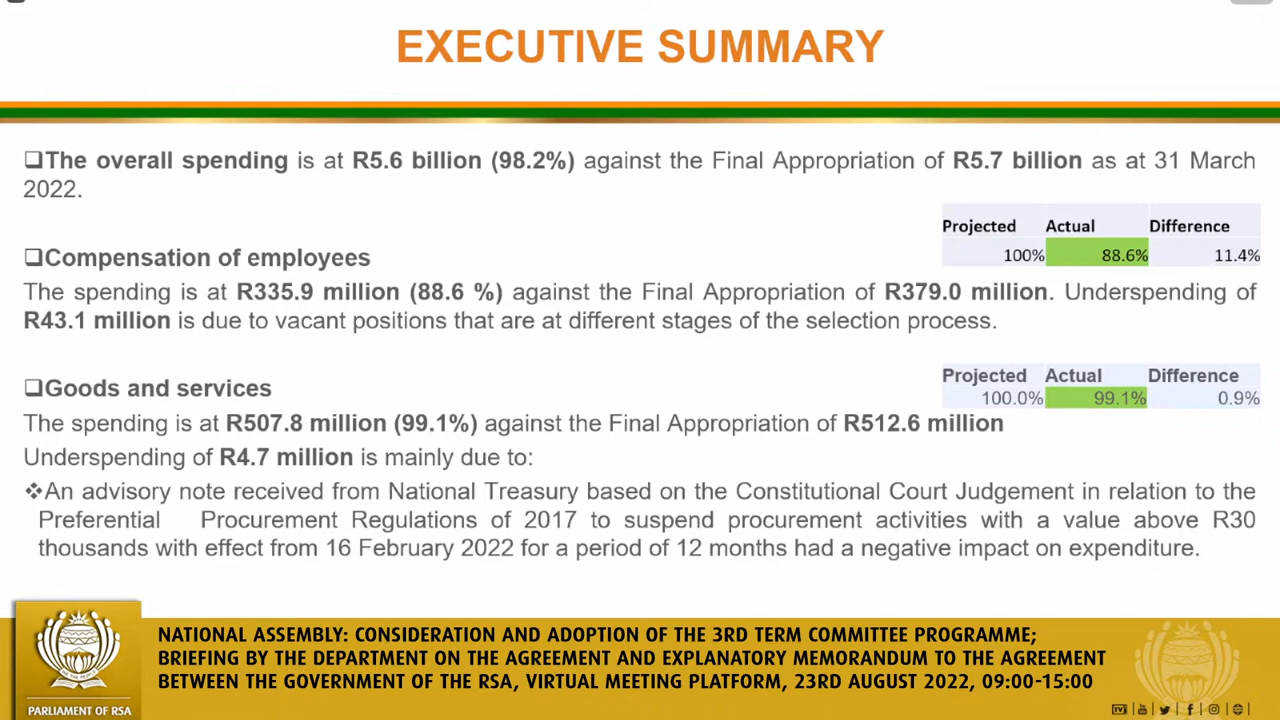 EXECUTIVE SUMMARY
❑The overall spending is at R5.6 billion (98.2%) against the Final Appropriation of R5.7 billion as at 31 March
2022.
Projected Actual Difference
100% 88.6% 11.4%
❑Compensation of employees
The spending is at R335.9 million (88.6 %) against the Final Appropriation of R379.0 million. Underspending of
R43.1 million is due to vacant positions that are at different stages of the selection process.
Projected Actual Difference
100.0% 99.1% 0.9%
❑Goods and services
The spending is at R507.8 million (99.1%) against the Final Appropriation of R512.6 million
Underspending of R4.7 million is mainly due to:
❖An advisory note received from National Treasury based on the Constitutional Court Judgement in relation to the
Preferential Procurement Regulations of 2017 to suspend procurement activities with a value above R30
thousands with effect from 16 February 2022 for a period of 12 months had a negative impact on expenditure.
NATIONAL ASSEMBLY: CONSIDERATION AND ADOPTION OF THE 3RD TERM COMMITTEE PROGRAMME;
BRIEFING BY THE DEPARTMENT ON THE AGREEMENT AND EXPLANATORY MEMORANDUM TO THE AGREEMENT
BETWEEN THE GOVERNMENT OF THE RSA, VIRTUAL MEETING PLATFORM, 23RD AUGUST 2022, 09:00-15:00
PARLIAMENT OF RSA